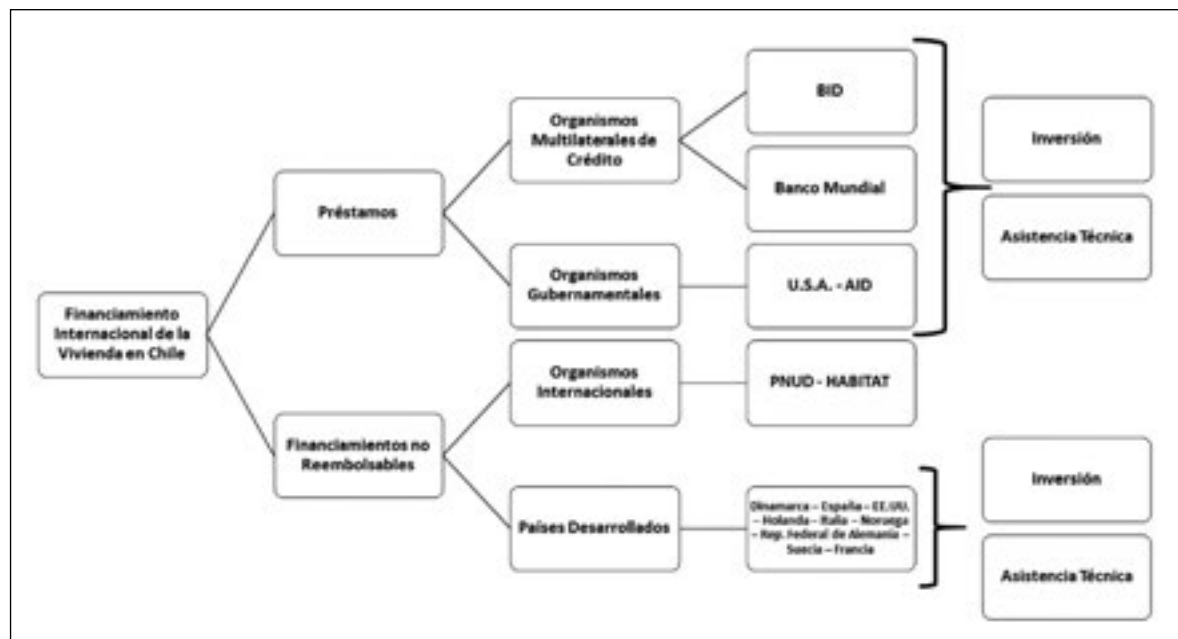 Financiamiento
Internacional de la
Vivienda en Chile
Préstamos
Financiamientos no
Reembolsables
Organismos
Multilaterales de
Crédito
Organismos
Gubernamentales
Organismos
Internacionales
Países Desarrollados
BID
Banco Mundial
U.S.A. - AID
PNUD - HABITAT
Dinamarca – España – EE.UU.
– Holanda – Italia – Noruega
– Rep. Federal de Alemania –
Suecia – Francia
Inversión
Asistencia Técnica
Inversión
Asistencia Técnica